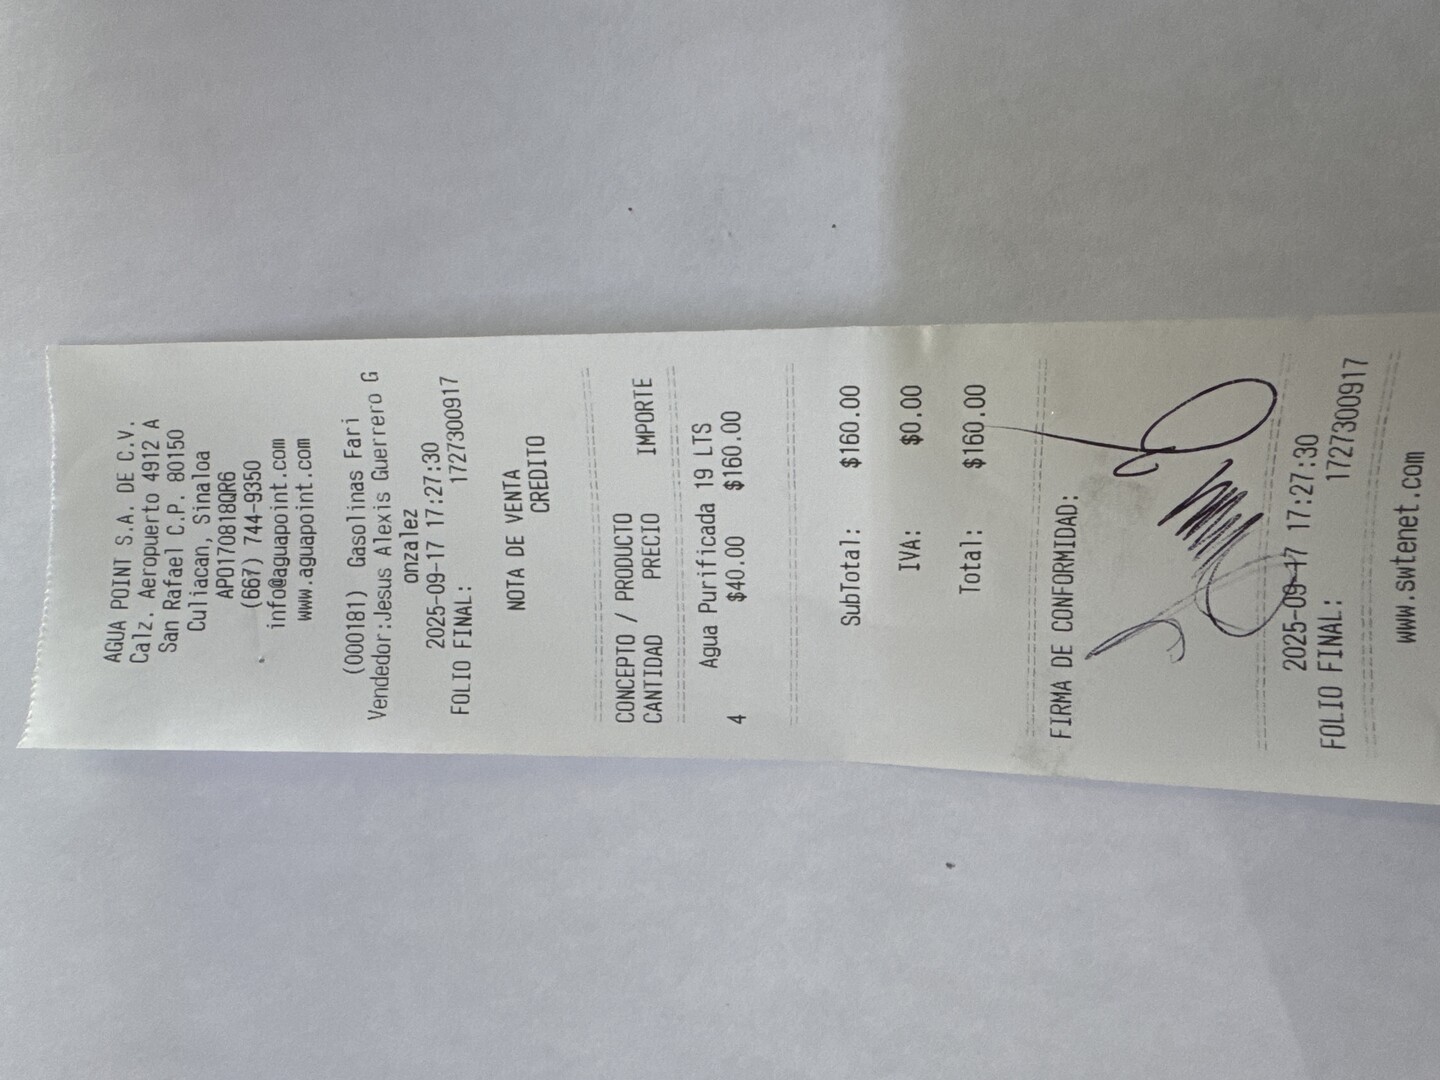 AGUA POINT S.A. DE C.V.
Calz. Aeropuerto 4912 A
San Rafael C.P. 80150
Culiacan, Sinaloa
APO170818QR6
(667) 744-9350
info@aguapoint.com
www.aguapoint.com
(000181) Gasolinas Fari
Vendedor:Jesus Alexis Guerrero G
onzalez
2025-09-17 17:27:30
FOLIO FINAL: 1727300917
NOTA DE VENTA
CREDITO
CONCEPTO / PRODUCTO
CANTIDAD PRECIO IMPORTE
Agua Purificada 19 LTS
4 $40.00 $160.00
SubTotal: $160.00
IVA: $0.00
Total: $160.00
FIRMA DE CONFORMIDAD:
2025-09-17 17:27:30
FOLIO FINAL: 1727300917
www.swtenet.com